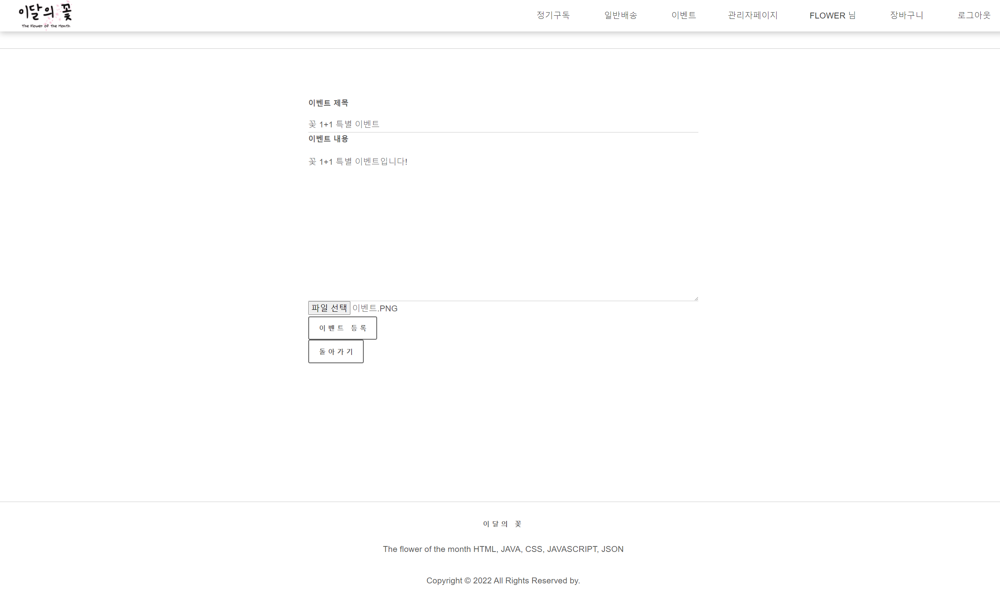 이달의 꽃
The Flower of the Month
정기구독 일반배송 이벤트 관리자페이지 FLOWER 님 장바구니 로그아웃
이벤트 제목
꽃 1+1 특별 이벤트
이벤트 내용
꽃 1+1 특별 이벤트입니다!
파일 선택 이벤트.PNG
이벤트 등록
돌아가기
이달의 꽃
The flower of the month HTML, JAVA, CSS, JAVASCRIPT, JSON
Copyright © 2022 All Rights Reserved by.